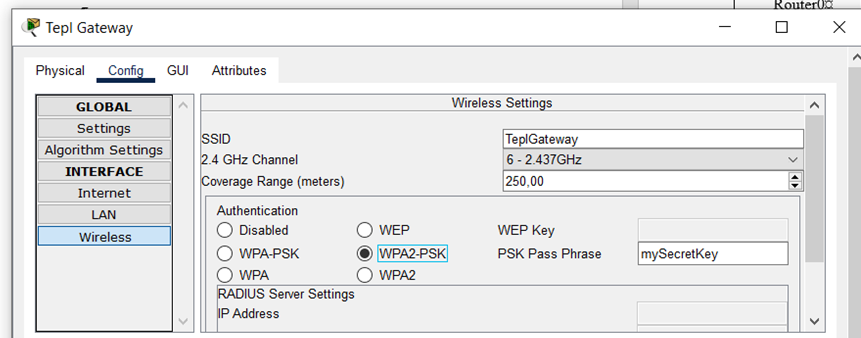 Router0¤
Tepl Gateway
Physical Config GUI Attributes
GLOBAL
Settings
Algorithm Settings
INTERFACE
Internet
LAN
Wireless
Wireless Settings
SSID TeplGateway
2.4 GHz Channel 6 - 2.437GHz
Coverage Range (meters) 250,00
Authentication
Disabled WEP WEP Key
WPA-PSK WPA2-PSK PSK Pass Phrase mySecretKey
WPA WPA2
RADIUS Server Settings
IP Address